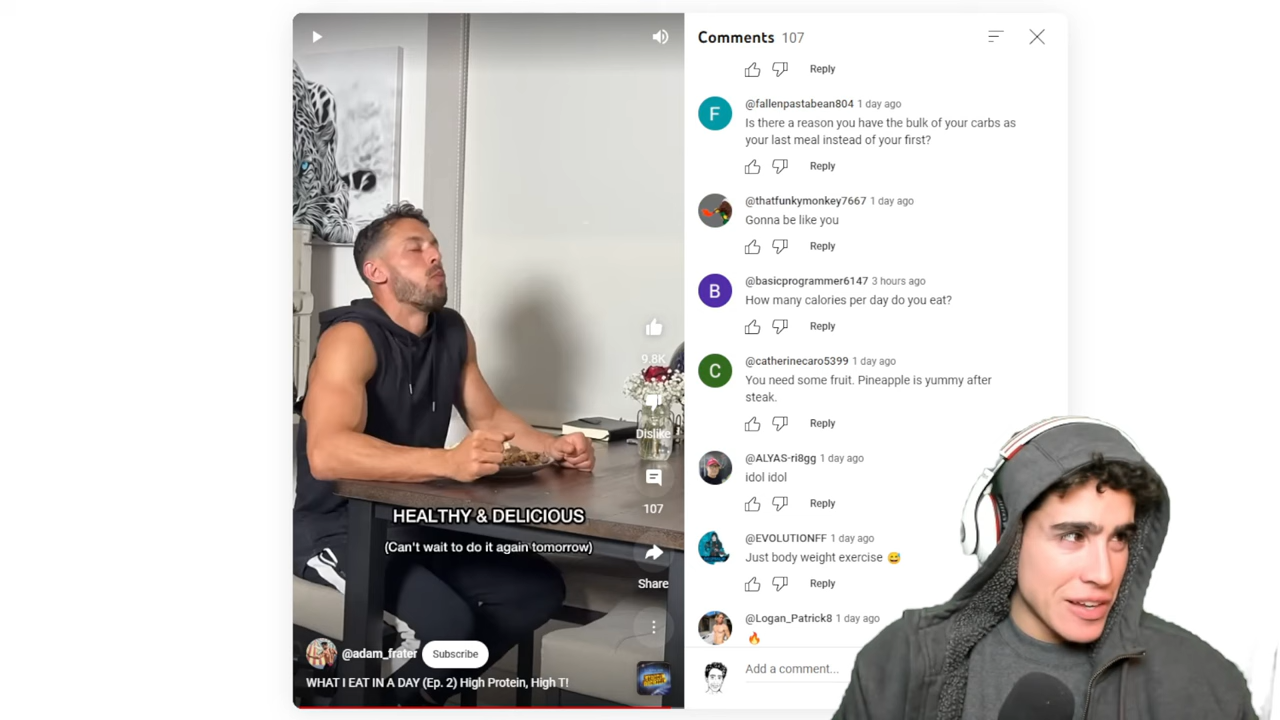 Comments 107
Reply
F
@fallenpastabean804 1 day ago
Is there a reason you have the bulk of your carbs as
your last meal instead of your first?
Reply
@thatfunkymonkey7667 1 day ago
Gonna be like you
Reply
B
@basicprogrammer6147 3 hours ago
How many calories per day do you eat?
Reply
C
@catherinecaro5399 1 day ago
You need some fruit. Pineapple is yummy after
steak.
Reply
@ALYAS-ri8gg 1 day ago
idol idol
Reply
@EVOLUTIONFF 1 day ago
Just body weight exercise 😅
Reply
@Logan_Patrick8 1 day ago
🔥
Add a comment...
9.8K
Dislike
107
Share
HEALTHY & DELICIOUS
(Can't wait to do it again tomorrow)
@adam_frater Subscribe
WHAT I EAT IN A DAY (Ep. 2) High Protein, High T!